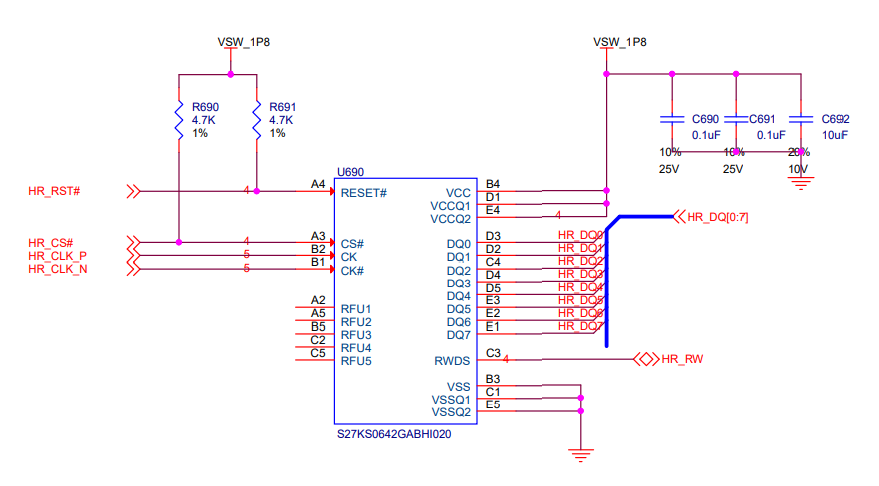 VSW_1P8
VSW_1P8
R690
4.7K
1%
R691
4.7K
1%
C690
0.1uF
10%
25V
C691
0.1uF
10%
25V
C692
10uF
20%
10V
U690
HR_RST# 4 A4 RESET#
HR_CS# 4 A3 CS#
HR_CLK_P 5 B2 CK
HR_CLK_N 5 B1 CK#
A2 RFU1
A5 RFU2
B5 RFU3
C2 RFU4
C5 RFU5
VCC B4
VCCQ1 D1
VCCQ2 E4 4
HR_DQ[0:7]
DQ0 D3 HR_DQ0
DQ1 D2 HR_DQ1
DQ2 C4 HR_DQ2
DQ3 D4 HR_DQ3
DQ4 D5 HR_DQ4
DQ5 E3 HR_DQ5
DQ6 E2 HR_DQ6
DQ7 E1 HR_DQ7
RWDS C3 4 HR_RW
VSS B3
VSSQ1 C1
VSSQ2 E5
S27KS0642GABHI020